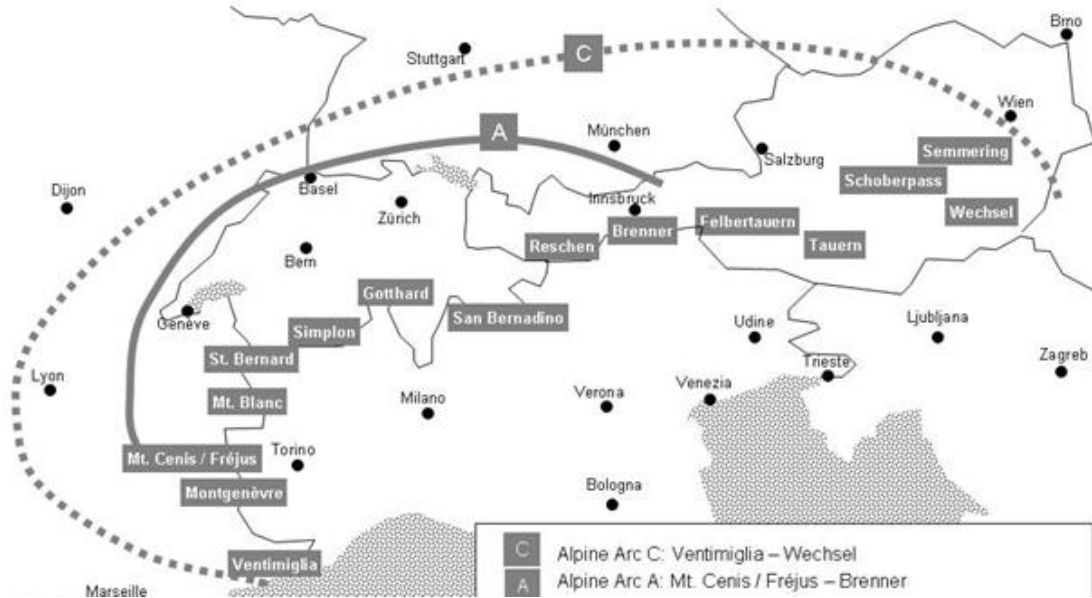 Brno
Stuttgart
C
Wien
A
München
Semmering
Salzburg
Schoberpass
Basel
Dijon
Zürich
Innsbruck
Wechsel
Felbertauern
Brenner
Reschen
Tauern
Bern
Gotthard
Genève
San Bernadino
Simplon
Udine
Ljubljana
St. Bernard
Trieste
Zagreb
Lyon
Mt. Blanc
Milano
Verona
Venezia
Mt. Cenis / Fréjus
Torino
Montgenèvre
Bologna
Ventimiglia
C Alpine Arc C: Ventimiglia – Wechsel
A Alpine Arc A: Mt. Cenis / Fréjus – Brenner
Marseille